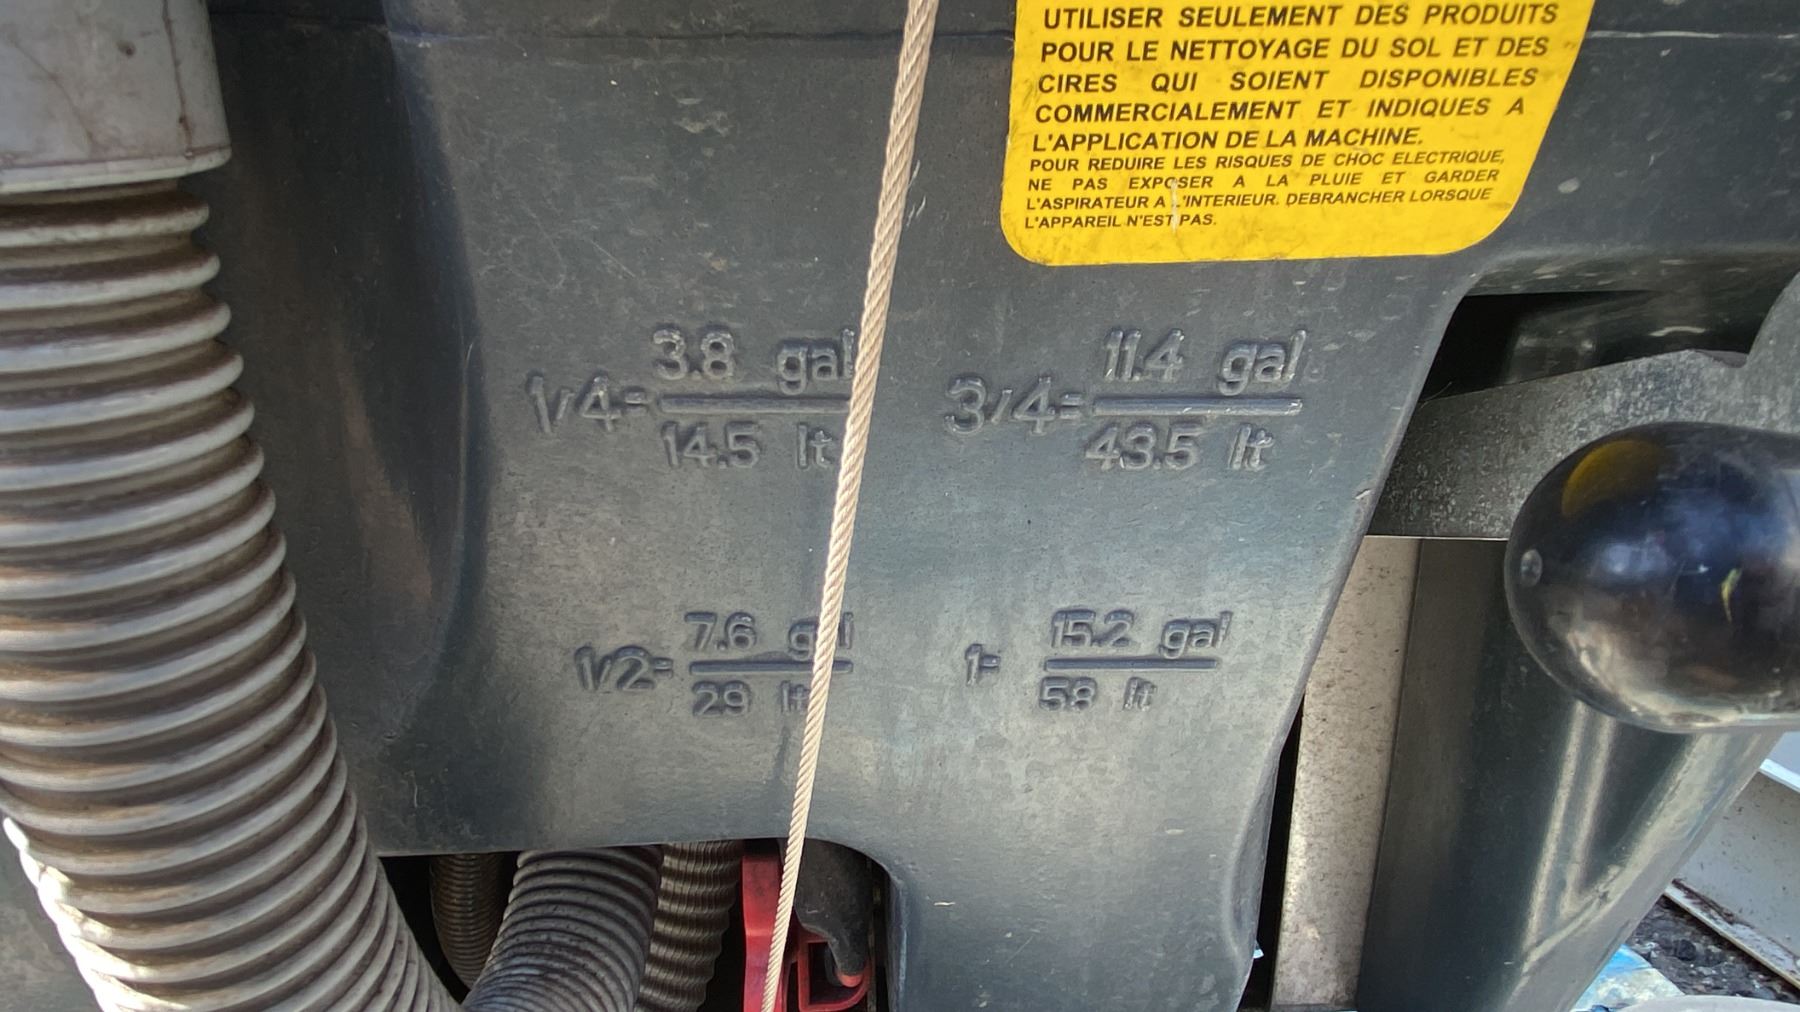 UTILISER SEULEMENT DES PRODUITS
POUR LE NETTOYAGE DU SOL ET DES
CIRES QUI SOIENT DISPONIBLES
COMMERCIALEMENT ET INDIQUES A
L'APPLICATION DE LA MACHINE.
POUR REDUIRE LES RISQUES DE CHOC ELECTRIQUE,
NE PAS EXPOSER A LA PLUIE ET GARDER
L'ASPIRATEUR A L'INTERIEUR. DEBRANCHER LORSQUE
L'APPAREIL N'EST PAS.
1/4= 3.8 gal
14.5 lt
3/4= 11.4 gal
43.5 lt
1/2= 7.6 gal
29 lt
1= 15.2 gal
58 lt